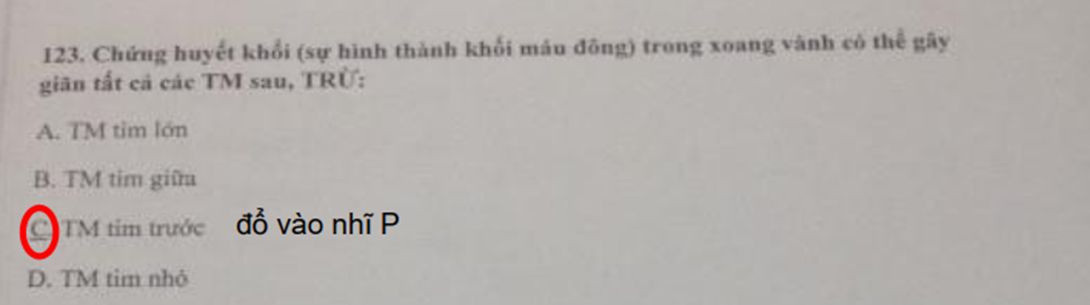 123. Chứng huyết khối (sự hình thành khối máu đông) trong xoang vành có thể gây
giãn tất cả các TM sau, TRỪ:
A. TM tim lớn
B. TM tim giữa
C. TM tim trước đổ vào nhĩ P
D. TM tim nhỏ